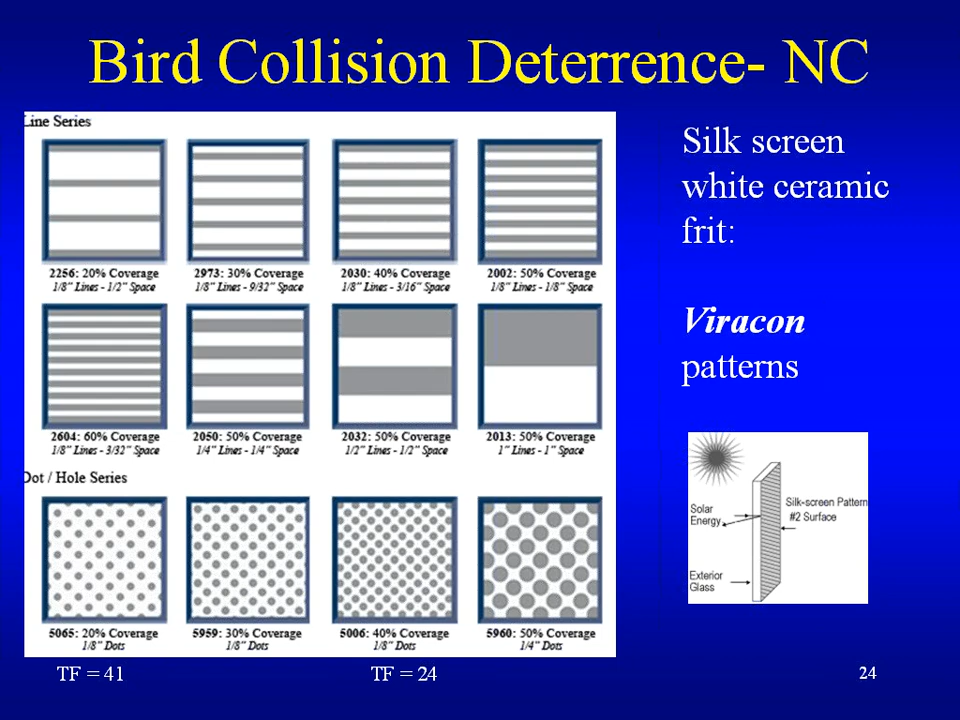 Bird Collision Deterrence- NC
Line Series
2256: 20% Coverage
1/8" Lines - 1/2" Space
2973: 30% Coverage
1/8" Lines - 9/32" Space
2030: 40% Coverage
1/8" Lines - 3/16" Space
2002: 50% Coverage
1/8" Lines - 1/8" Space
2604: 60% Coverage
1/8" Lines - 3/32" Space
2050: 50% Coverage
1/4" Lines - 1/4" Space
2032: 50% Coverage
1/2" Lines - 1/2" Space
2013: 50% Coverage
1" Line - 1" Space
Dot / Hole Series
5065: 20% Coverage
1/8" Dots
5959: 30% Coverage
1/8" Dots
5006: 40% Coverage
1/8" Dots
5960: 50% Coverage
1/4" Dots
TF = 41
TF = 24
Silk screen
white ceramic
frit:
Viracon
patterns
Solar
Energy
Silk-screen Pattern
#2 Surface
Exterior
Glass
24